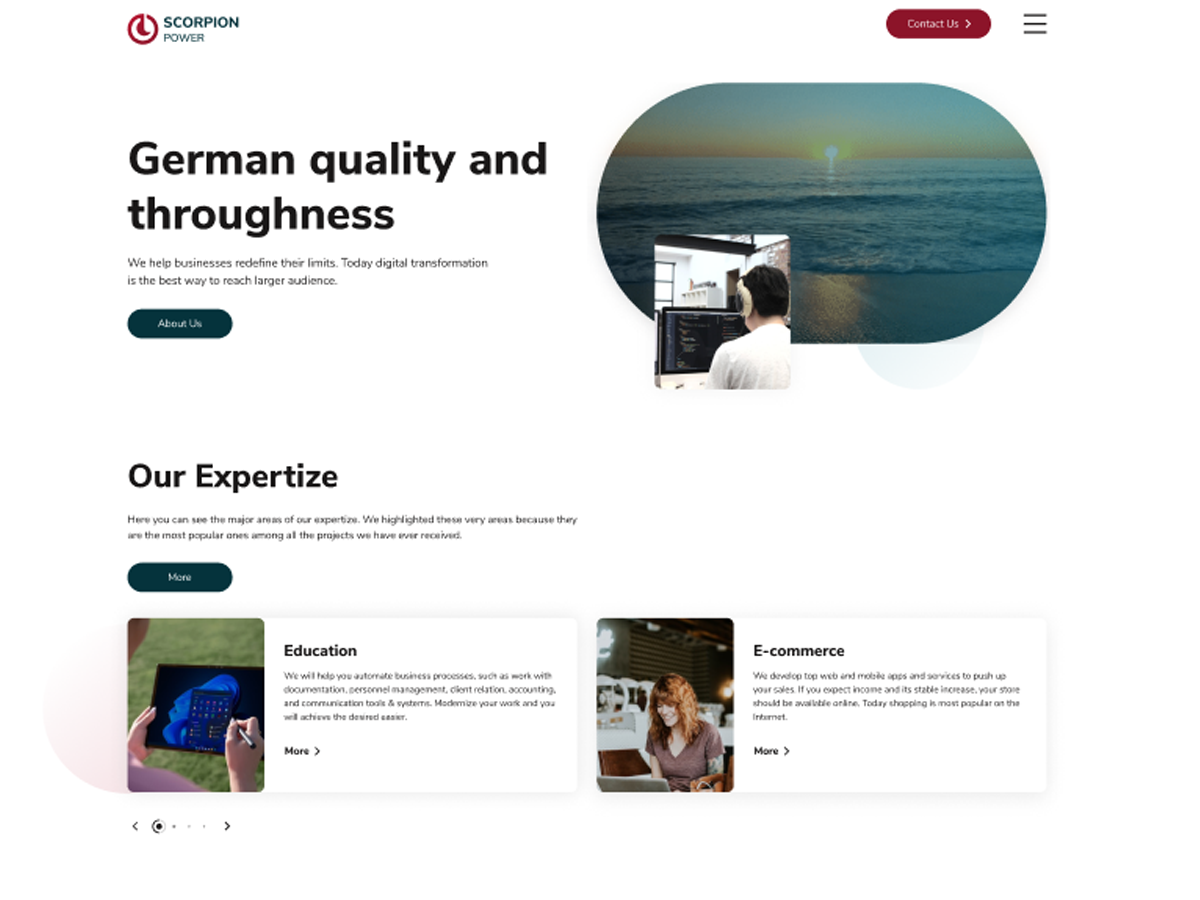 SCORPION
POWER
Contact Us
German quality and
throughness
We help businesses redefine their limits. Today digital transformation
is the best way to reach larger audience.
About Us
Our Expertize
Here you can see the major areas of our expertize. We highlighted these very areas because they
are the most popular ones among all the projects we have ever received.
More
Education
We will help you automate business processes, such as work with
documentation, personnel management, client relation, accounting,
and communication tools & systems. Modernize your work and you
will achieve the desired easier.
More
E-commerce
We develop top web and mobile apps and services to push up
your sales. If you expect income and its stable increase, your store
should be available online. Today shopping is most popular on the
Internet.
More